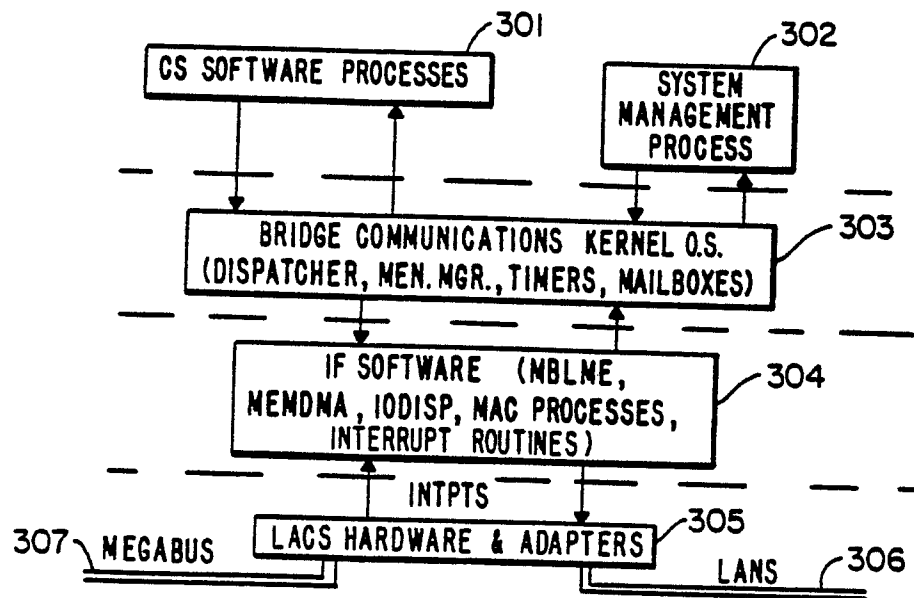 301
CS SOFTWARE PROCESSES
302
SYSTEM
MANAGEMENT
PROCESS
BRIDGE COMMUNICATIONS KERNEL O.S.
(DISPATCHER, MEN. MGR., TIMERS, MAILBOXES)
303
IF SOFTWARE (MBLME,
MEMDMA, IODISP, MAC PROCESSES,
INTERRUPT ROUTINES)
304
INTPTS
LACS HARDWARE & ADAPTERS
305
307
MEGABUS
LANS
306